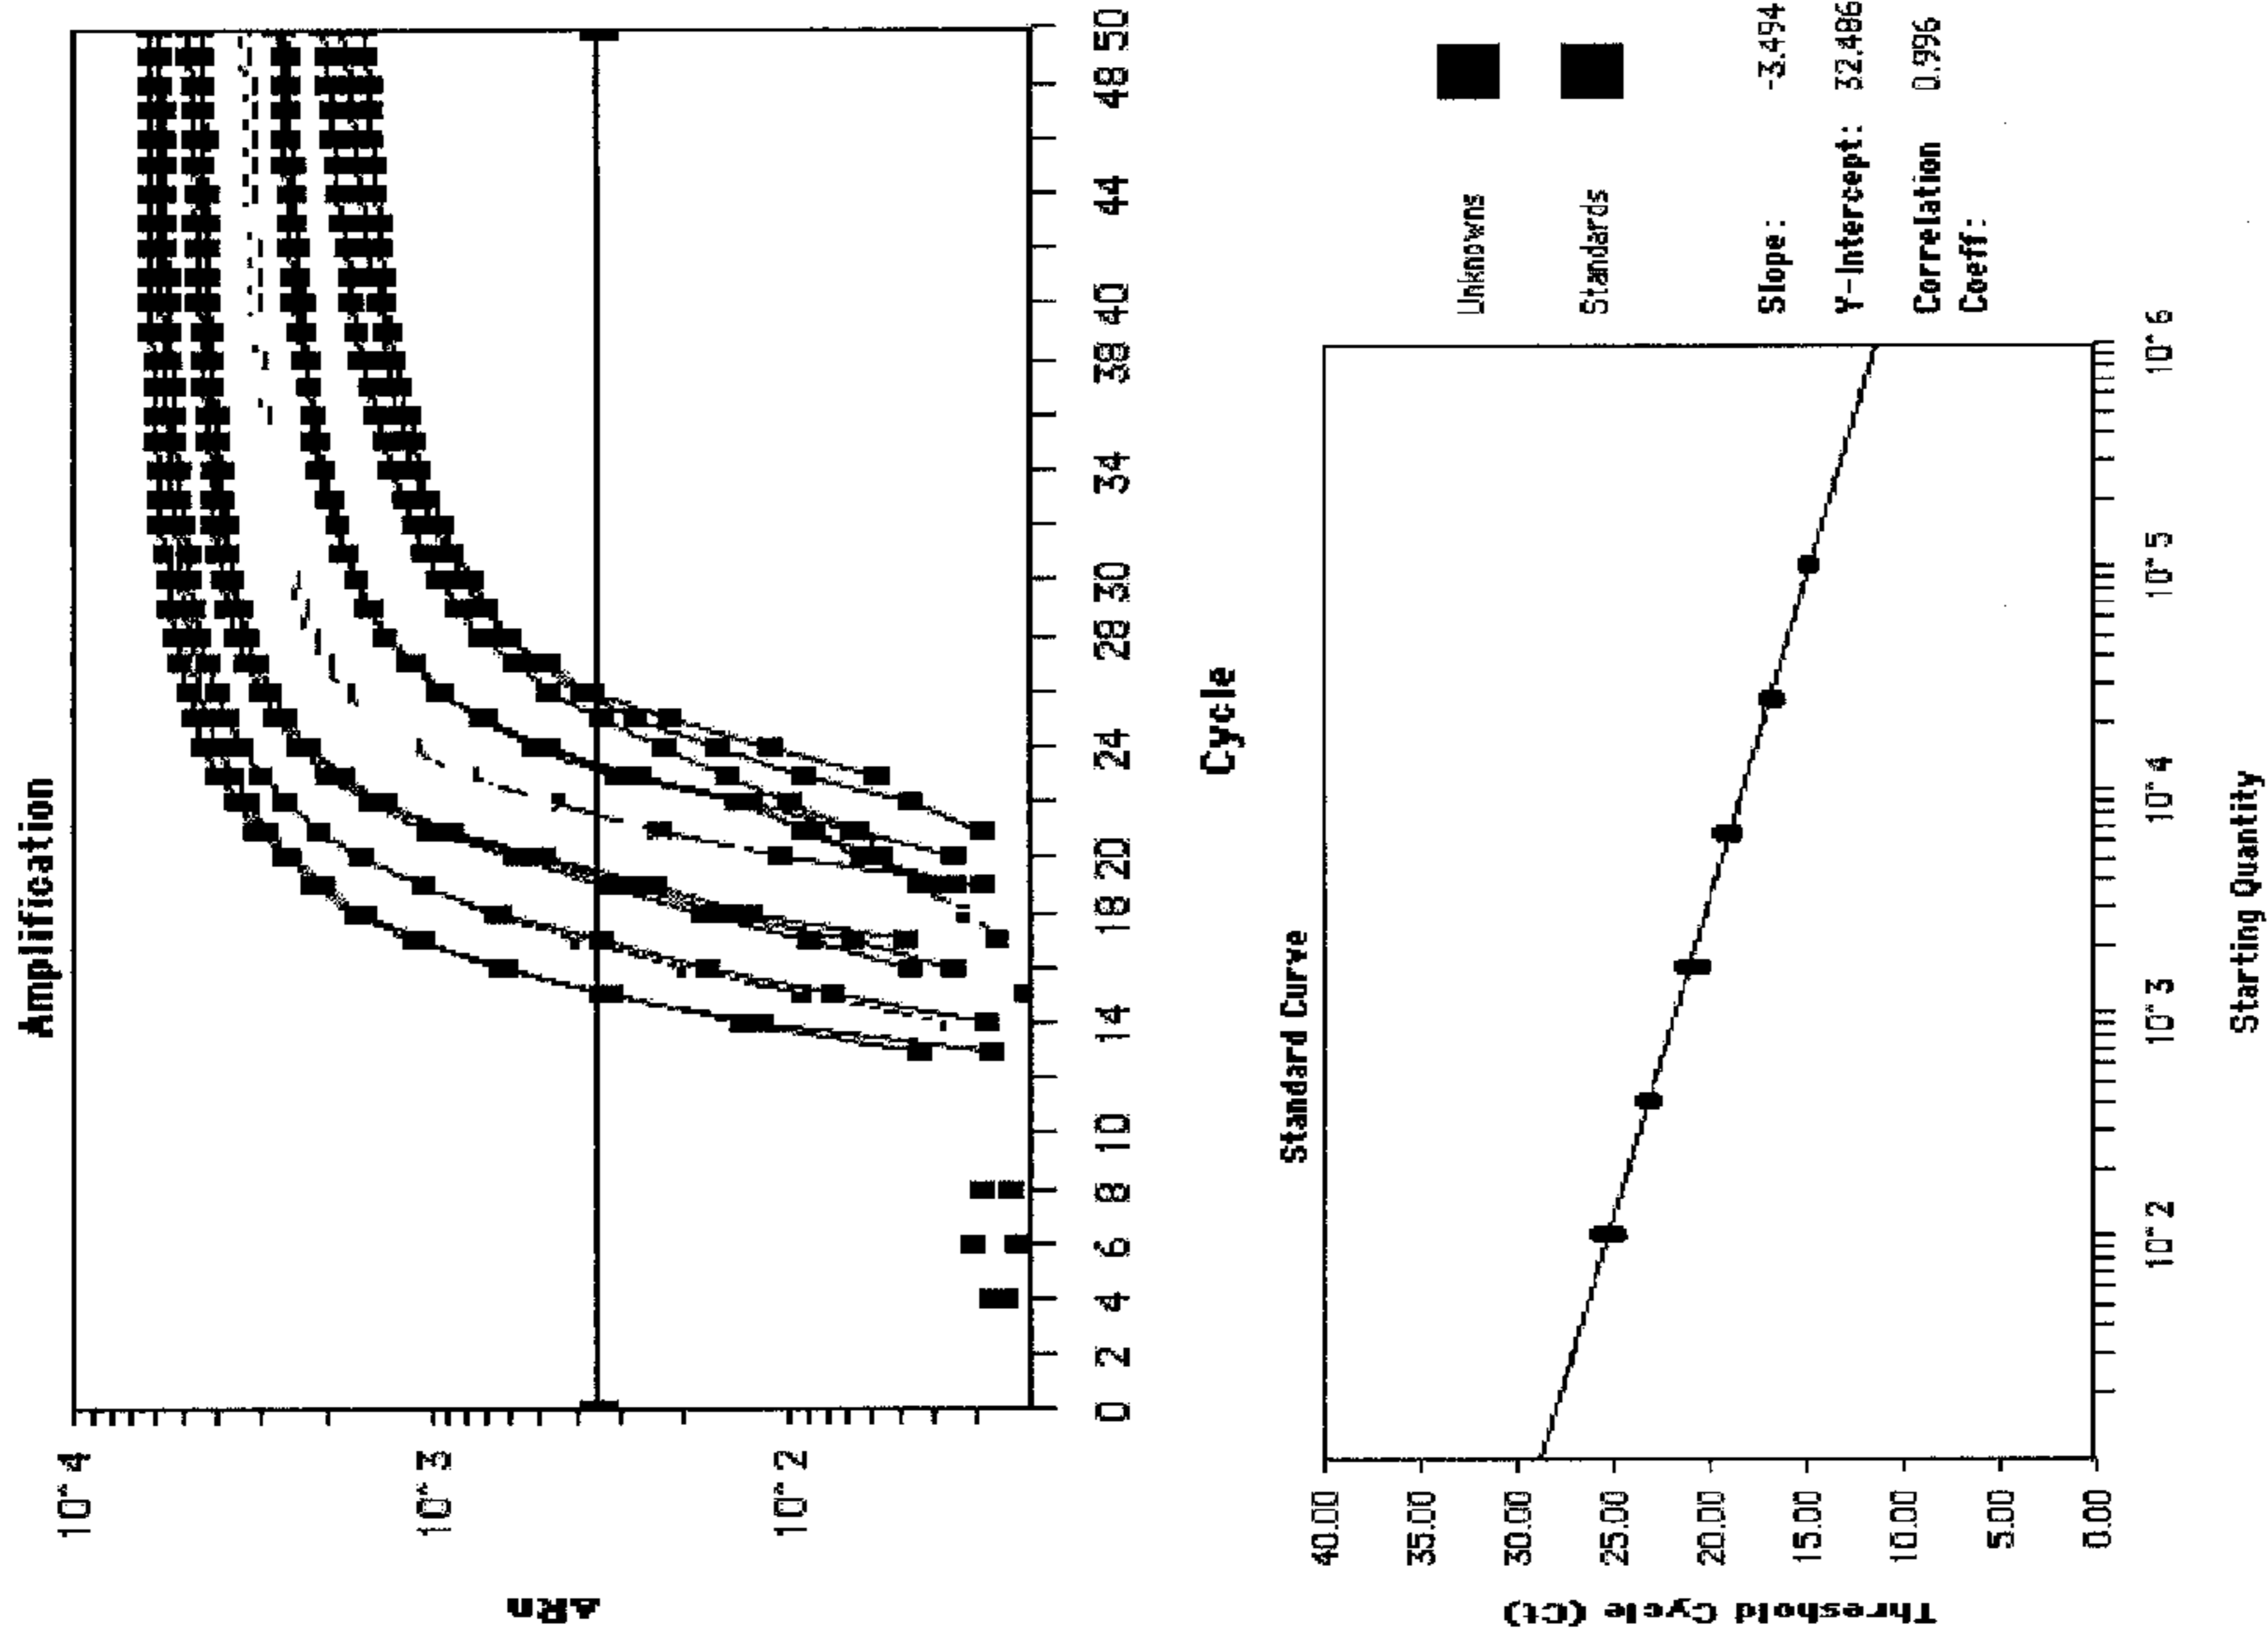 Amplification
10^4
10^3
10^2
ΔRn
0 2 4 6 8 10 14 18 20 24 28 30 34 38 40 44 48 50
Cycle
Standard Curve
40.00
35.00
30.00
25.00
20.00
15.00
10.00
5.00
0.00
Threshold Cycle (Ct)
10^2 10^3 10^4 10^5 10^6
Starting Quantity
Unknowns
Standards
Slope: -3.494
Y-Intercept: 32.486
Correlation 0.996
Coeff: